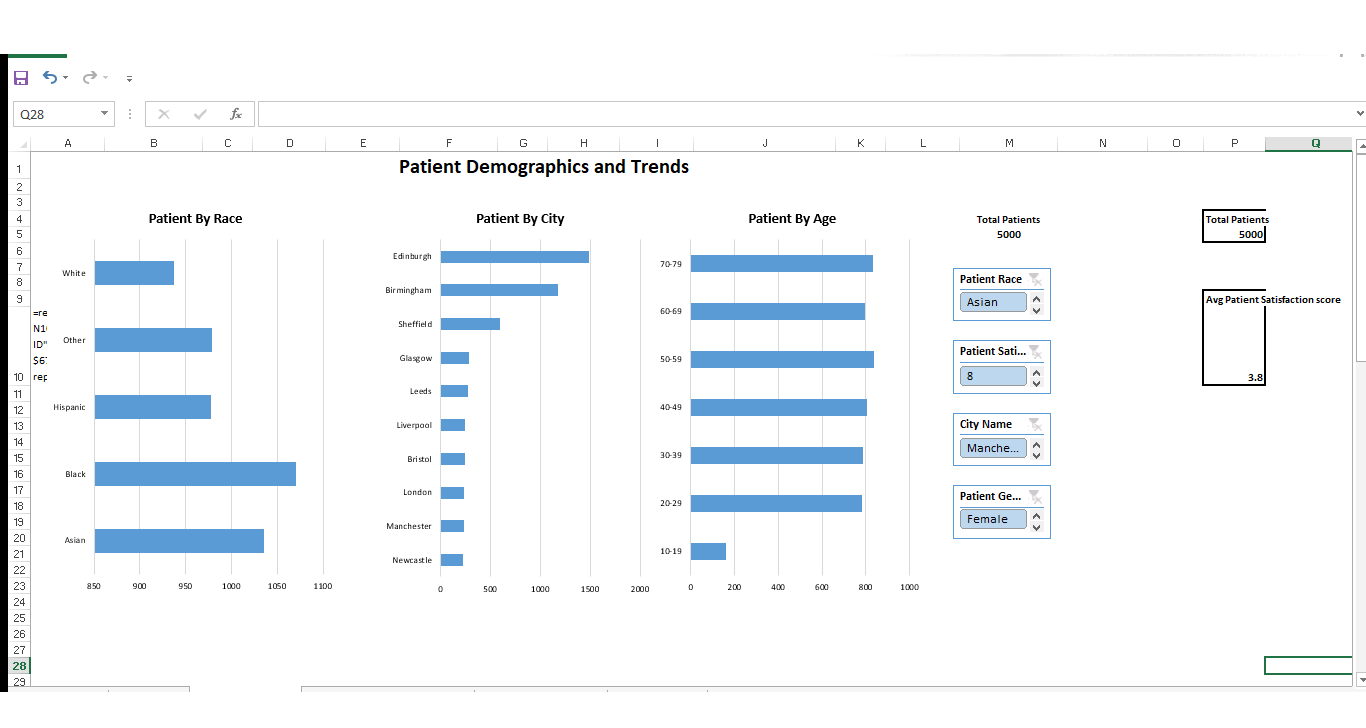 Q28
fx
A B C D E F G H I J K L M N O P Q
1
2
3
4
5
6
7
8
9
10
11
12
13
14
15
16
17
18
19
20
21
22
23
24
25
26
27
28
29
Patient Demographics and Trends
=re
N1
ID"
$6
rep
Patient By Race
White
Other
Hispanic
Black
Asian
850 900 950 1000 1050 1100
Patient By City
Edinburgh
Birmingham
Sheffield
Glasgow
Leeds
Liverpool
Bristol
London
Manchester
Newcastle
0 500 1000 1500 2000
Patient By Age
70-79
60-69
50-59
40-49
30-39
20-29
10-19
0 200 400 600 800 1000
Total Patients
5000
Patient Race
Asian
Patient Sati...
8
City Name
Manche...
Patient Ge...
Female
Total Patients
5000
Avg Patient Satisfaction score
3.8